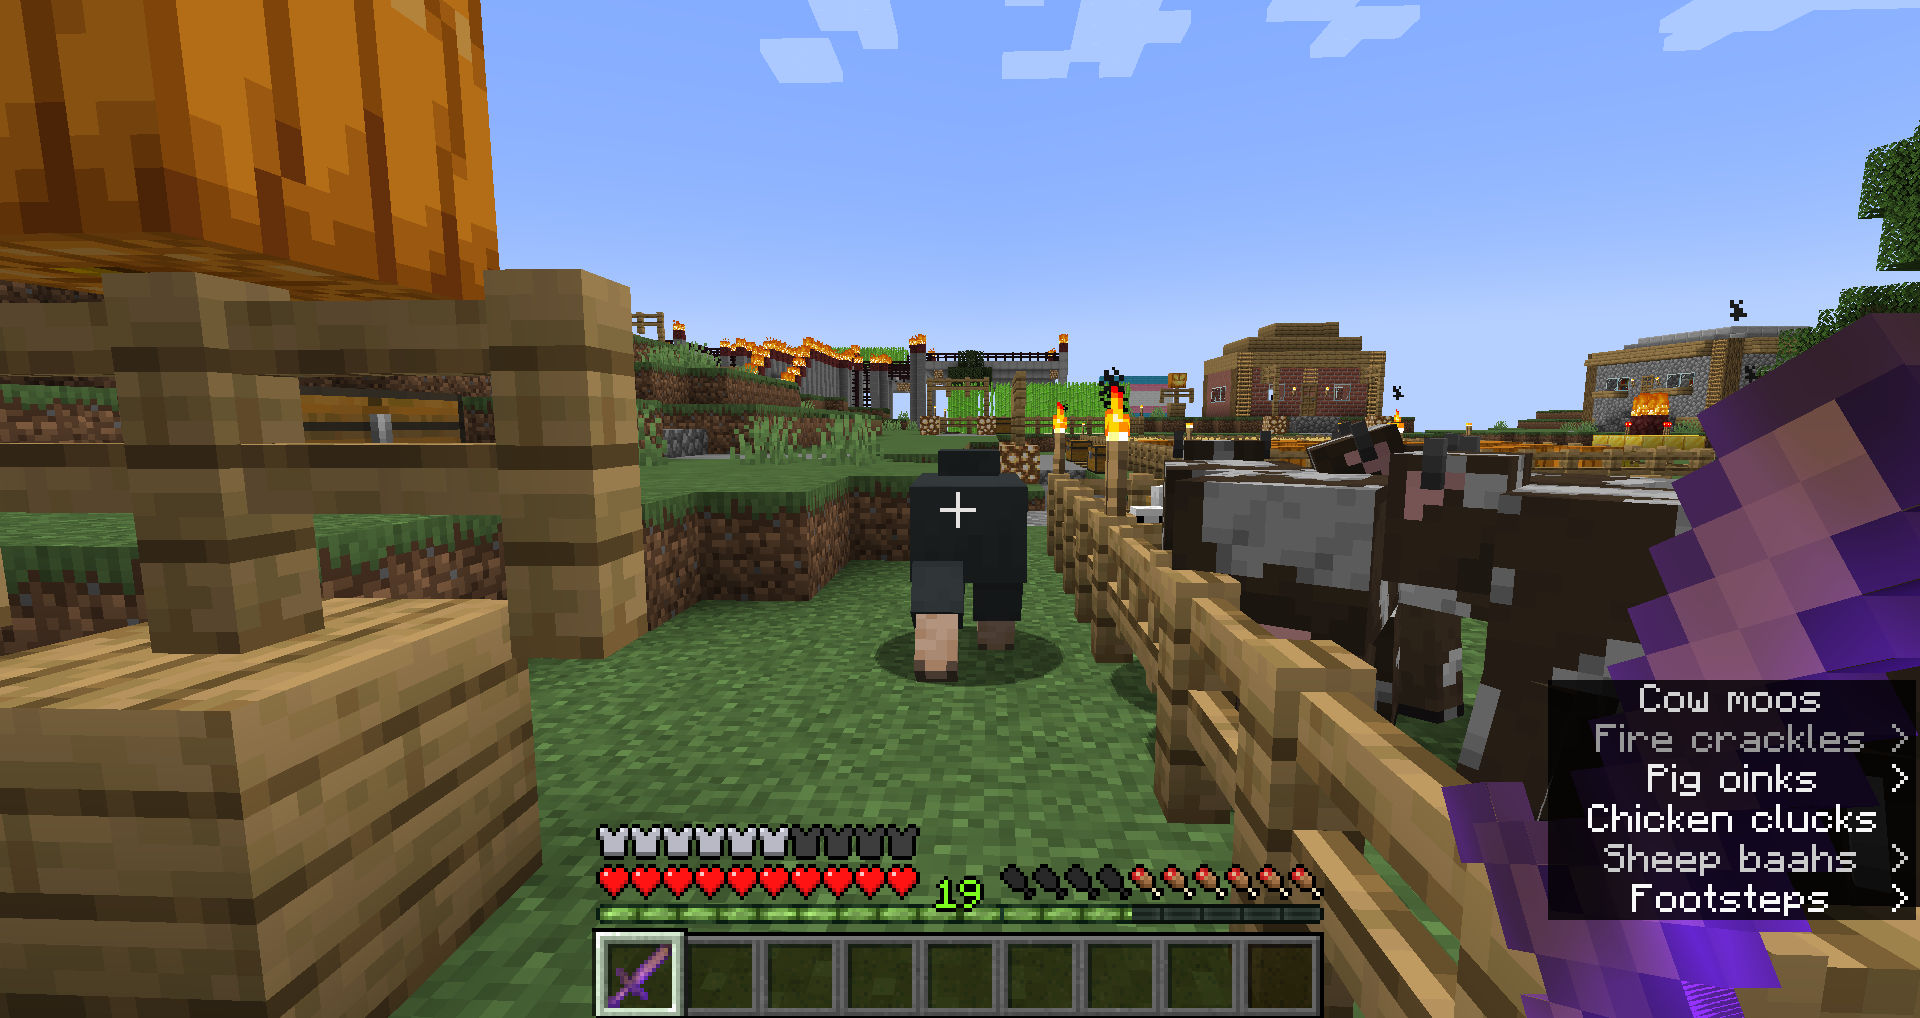 Cow moos
Fire crackles >
Pig oinks >
Chicken clucks
Sheep baahs >
Footsteps >
19